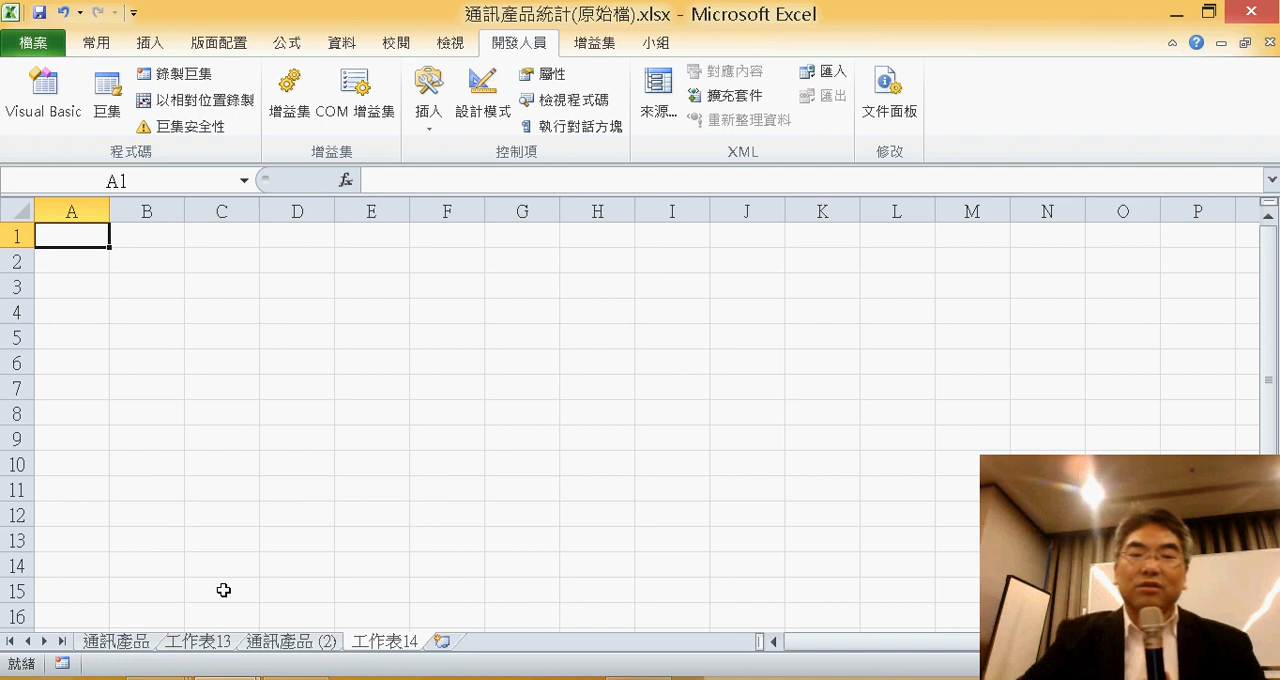 通訊產品統計(原始檔).xlsx - Microsoft Excel
檔案 常用 插入 版面配置 公式 資料 校閱 檢視 開發人員 增益集 小組
Visual Basic 巨集 錄製巨集 以相對位置錄製 巨集安全性 增益集 COM 增益集 插入 設計模式 屬性 檢視程式碼 執行對話方塊 來源... 對應內容 擴充套件 重新整理資料 匯入 匯出 文件面板
程式碼 增益集 控制項 XML 修改
A1 fx
A B C D E F G H I J K L M N O P
1
2
3
4
5
6
7
8
9
10
11
12
13
14
15
16
通訊產品 工作表13 通訊產品 (2) 工作表14
就緒